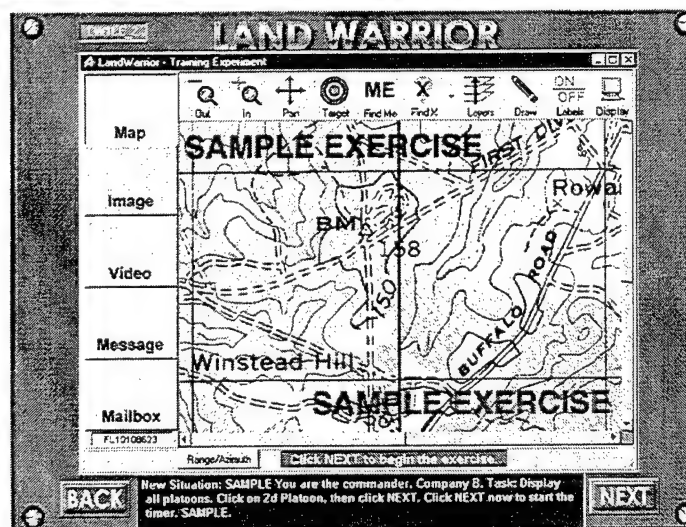 LAND WARRIOR
LandWarrior - Training Experiment
Out In Pan Target Find Me Find X Layers Draw Labels Display
ME X ON OFF
Map
Image
Video
Message
Mailbox
SAMPLE EXERCISE
FIRST
Rowa
BM
58
150
BUFFALO ROAD
Winstead Hill
SAMPLE EXERCISE
FL10108623
Range/Azimuth Click NEXT to begin the exercise.
BACK
New Situation: SAMPLE You are the commander, Company B. Task: Display
all platoons. Click on 2d Platoon, then click NEXT. Click NEXT now to start the
timer. SAMPLE.
NEXT